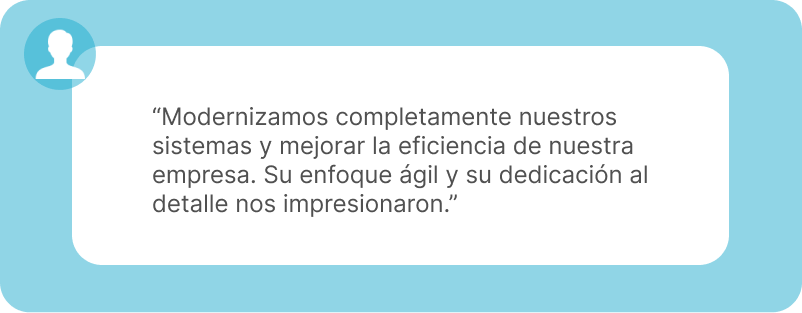 “Modernizamos completamente nuestros
sistemas y mejorar la eficiencia de nuestra
empresa. Su enfoque ágil y su dedicación al
detalle nos impresionaron.”